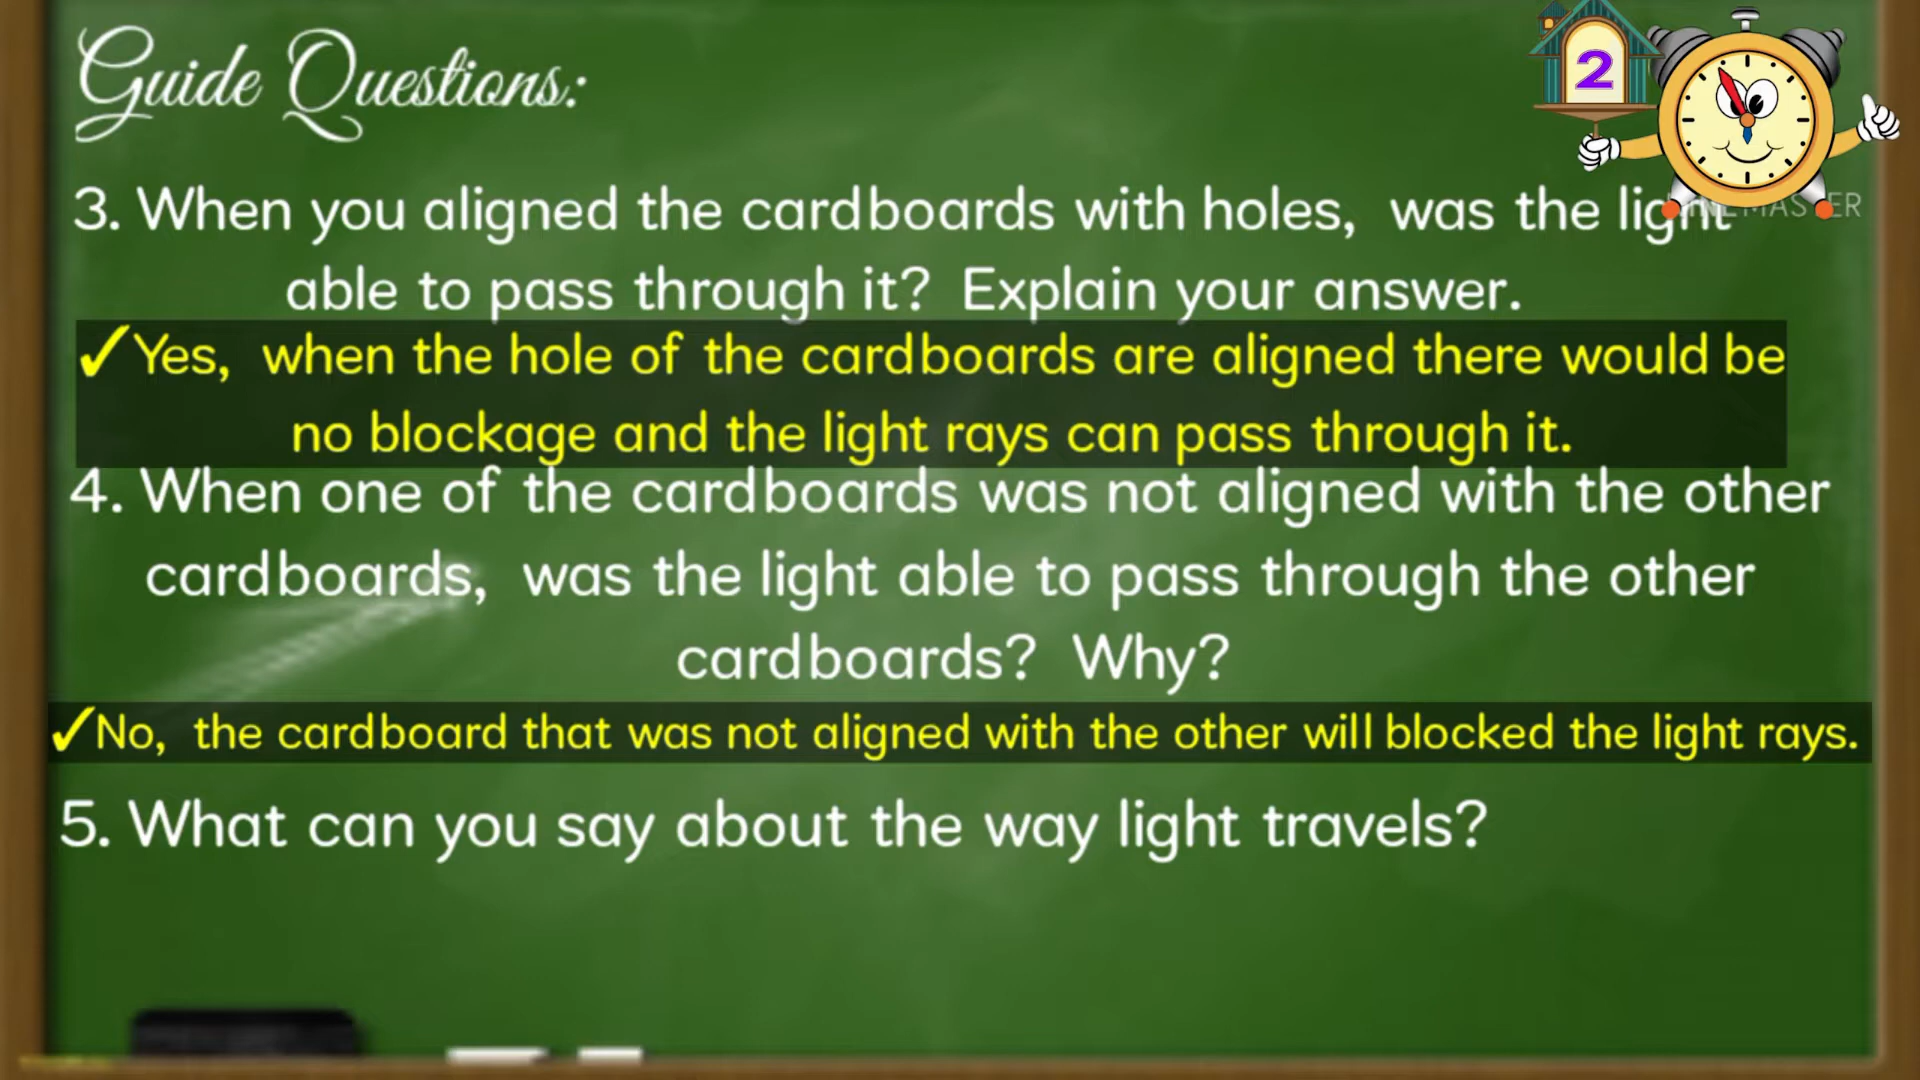 Guide Questions:
2
3. When you aligned the cardboards with holes, was the light
able to pass through it? Explain your answer.
✓Yes, when the hole of the cardboards are aligned there would be
no blockage and the light rays can pass through it.
4. When one of the cardboards was not aligned with the other
cardboards, was the light able to pass through the other
cardboards? Why?
✓No, the cardboard that was not aligned with the other will blocked the light rays.
5. What can you say about the way light travels?